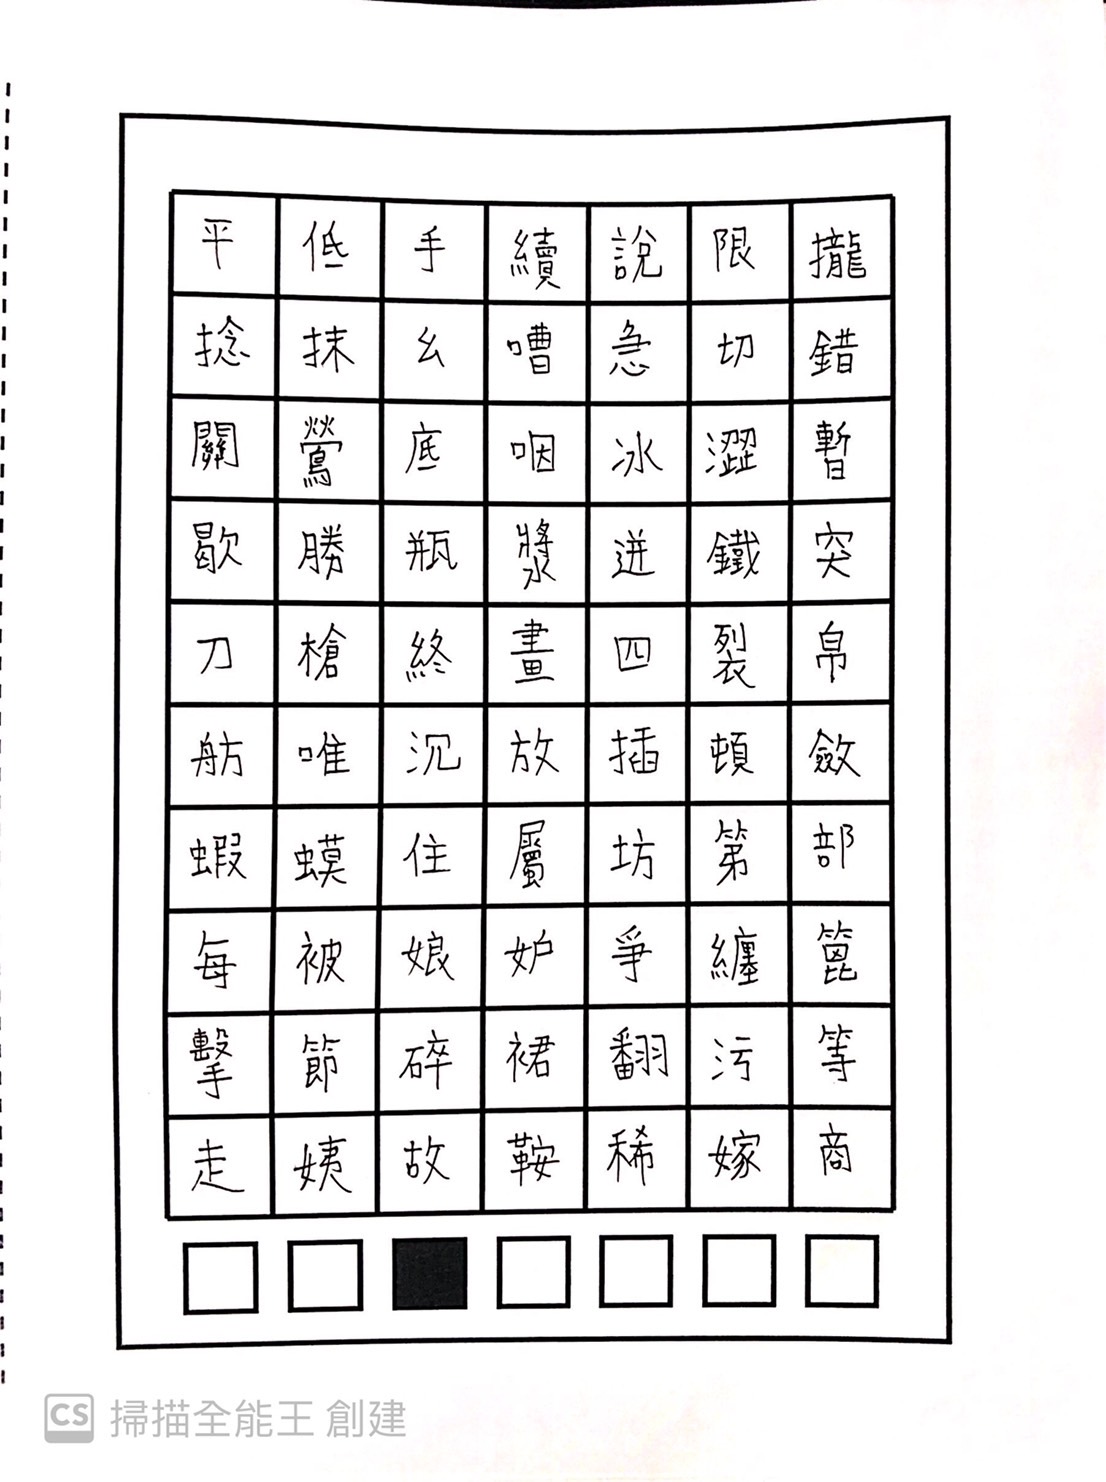 平 低 手 續 說 限 攏
捻 抹 幺 嘈 急 切 錯
關 鶯 底 咽 冰 澀 暫
歇 勝 瓶 漿 迸 鐵 突
刀 槍 終 畫 四 裂 帛
舫 唯 沉 放 插 頓 斂
蝦 蟆 住 屬 坊 第 部
每 被 娘 妒 爭 纏 篦
擊 節 碎 裙 翻 污 等
走 姨 故 鞍 稀 嫁 商
CS 掃描全能王 創建